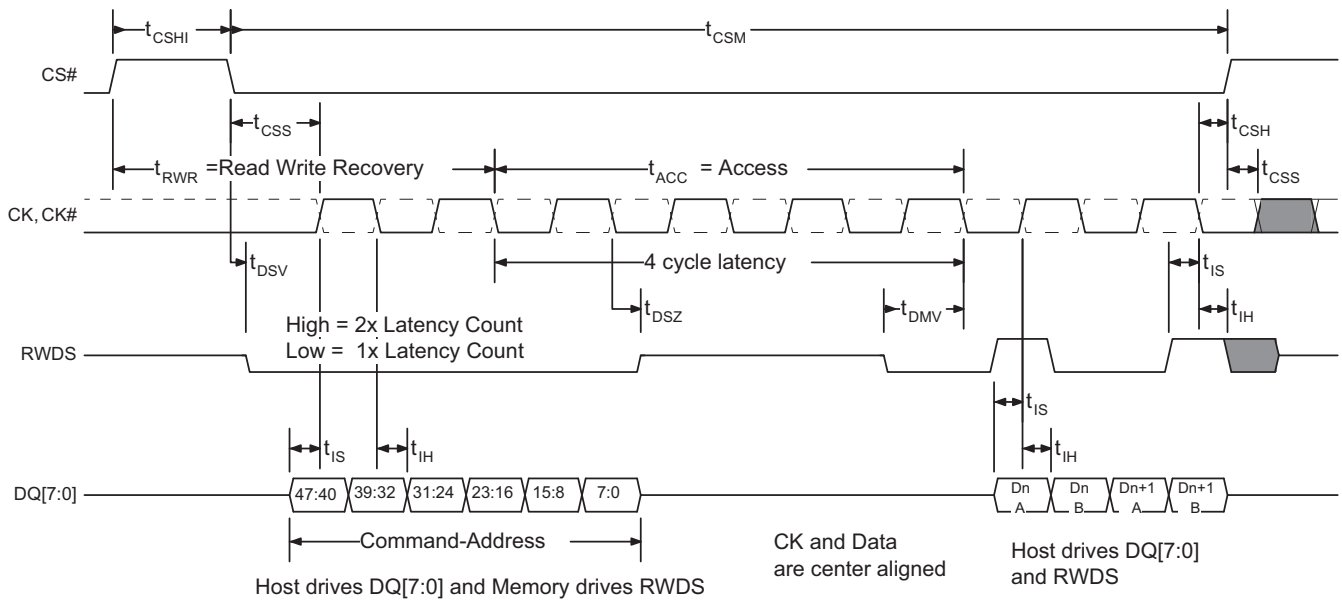 tCSHI
tCSM
CS#
tCSS
tCSH
tRWR =Read Write Recovery
tACC = Access
tCSS
CK, CK#
tDSV
4 cycle latency
tIS
tDSZ
tDMV
tIH
High = 2x Latency Count
Low = 1x Latency Count
RWDS
tIS
tIS
tIH
tIH
DQ[7:0]
47:40 39:32 31:24 23:16 15:8 7:0
Dn A
Dn B
Dn+1 A
Dn+1 B
Command-Address
CK and Data
are center aligned
Host drives DQ[7:0]
and RWDS
Host drives DQ[7:0] and Memory drives RWDS